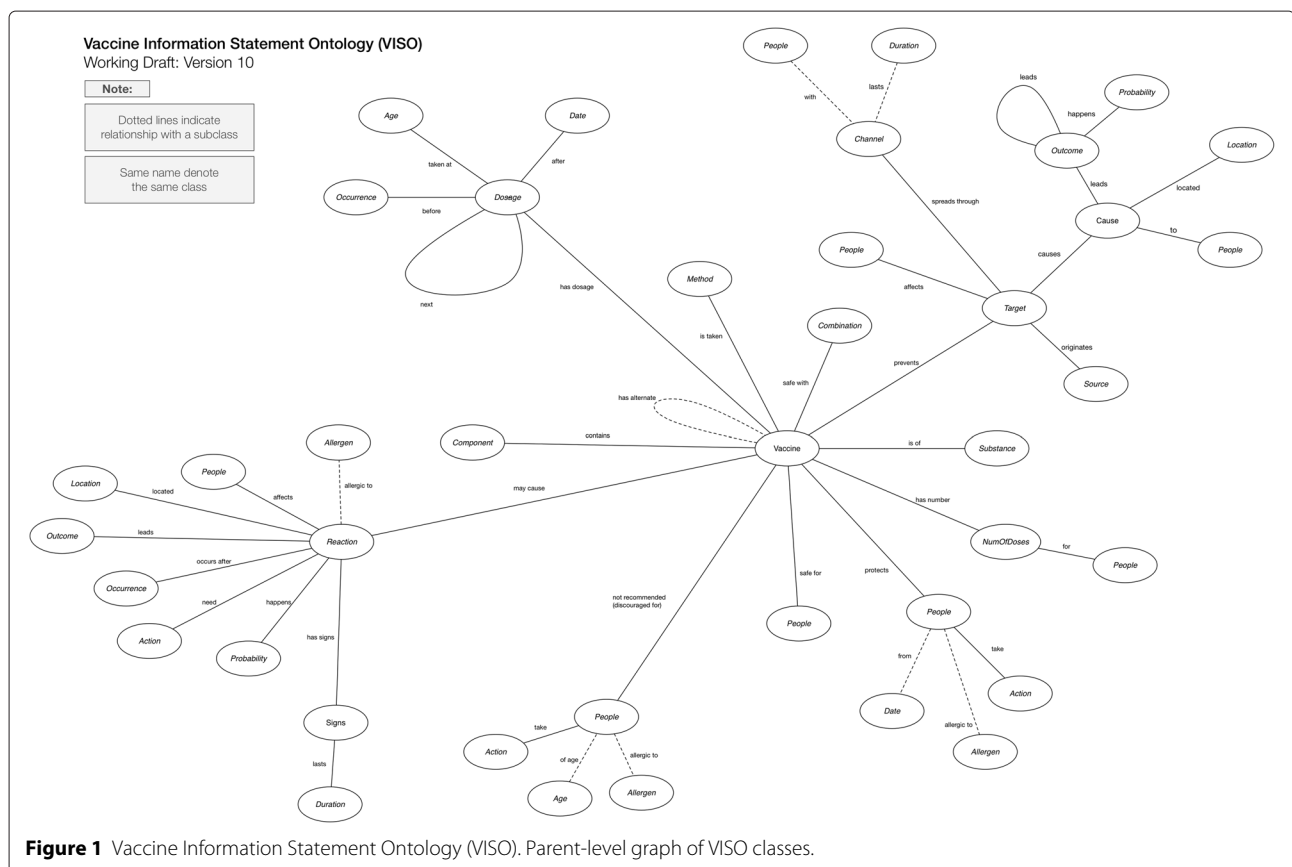 Vaccine Information Statement Ontology (VISO)
Working Draft: Version 10
Note:
Dotted lines indicate
relationship with a subclass
Same name denote
the same class
People
Duration
with
lasts
Channel
leads
Probability
happens
Outcome
Location
leads
located
Cause
to
People
Age
Date
taken at
after
Occurrence
before
Dosage
next
has dosage
spreads through
People
affects
causes
Target
originates
Source
Method
is taken
Combination
safe with
prevents
has alternate
Component
contains
Vaccine
is of
Substance
Allergen
allergic to
People
affects
Location
located
Outcome
leads
Reaction
may cause
occurs after
Occurrence
need
Action
happens
Probability
has signs
Signs
lasts
Duration
has number
NumOfDoses
for
People
not recommended
(discouraged for)
safe for
People
protects
People
from
take
Date
Action
allergic to
Allergen
People
take
Action
of age
allergic to
Age
Allergen
Figure 1 Vaccine Information Statement Ontology (VISO). Parent-level graph of VISO classes.